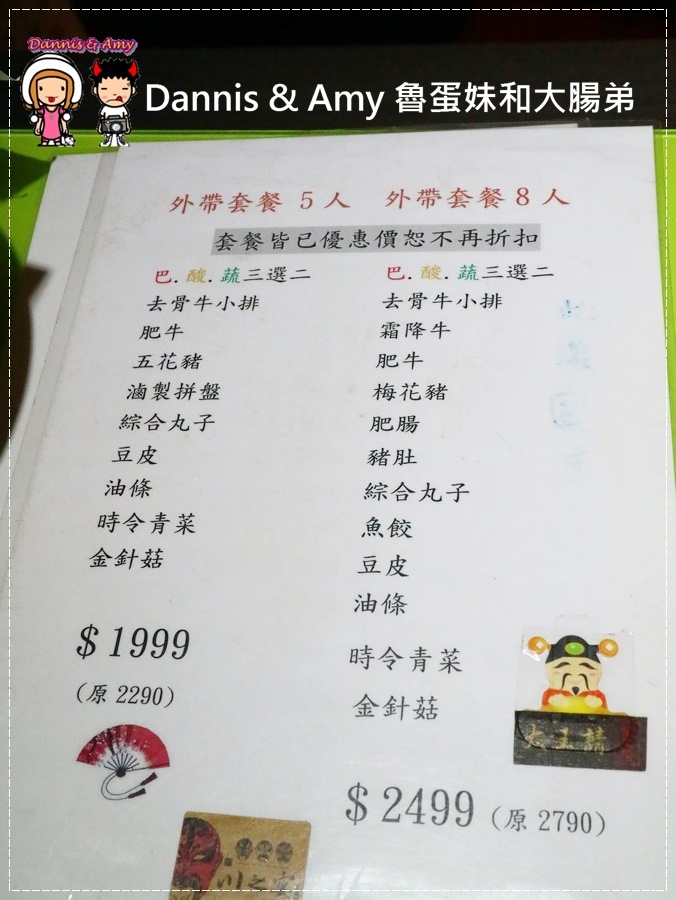 Dannis & Amy
Dannis & Amy 魯蛋妹和大腸弟
外帶套餐 5人
套餐皆已優惠價恕不再折扣
巴.酸.蔬三選二
去骨牛小排
肥牛
五花豬
滷製拼盤
綜合丸子
豆皮
油條
時令青菜
金針菇
$ 1999
(原 2290)
外帶套餐 8人
巴.酸.蔬三選二
去骨牛小排
霜降牛
肥牛
梅花豬
肥腸
豬肚
綜合丸子
魚餃
豆皮
油條
時令青菜
金針菇
$ 2499 (原 2790)